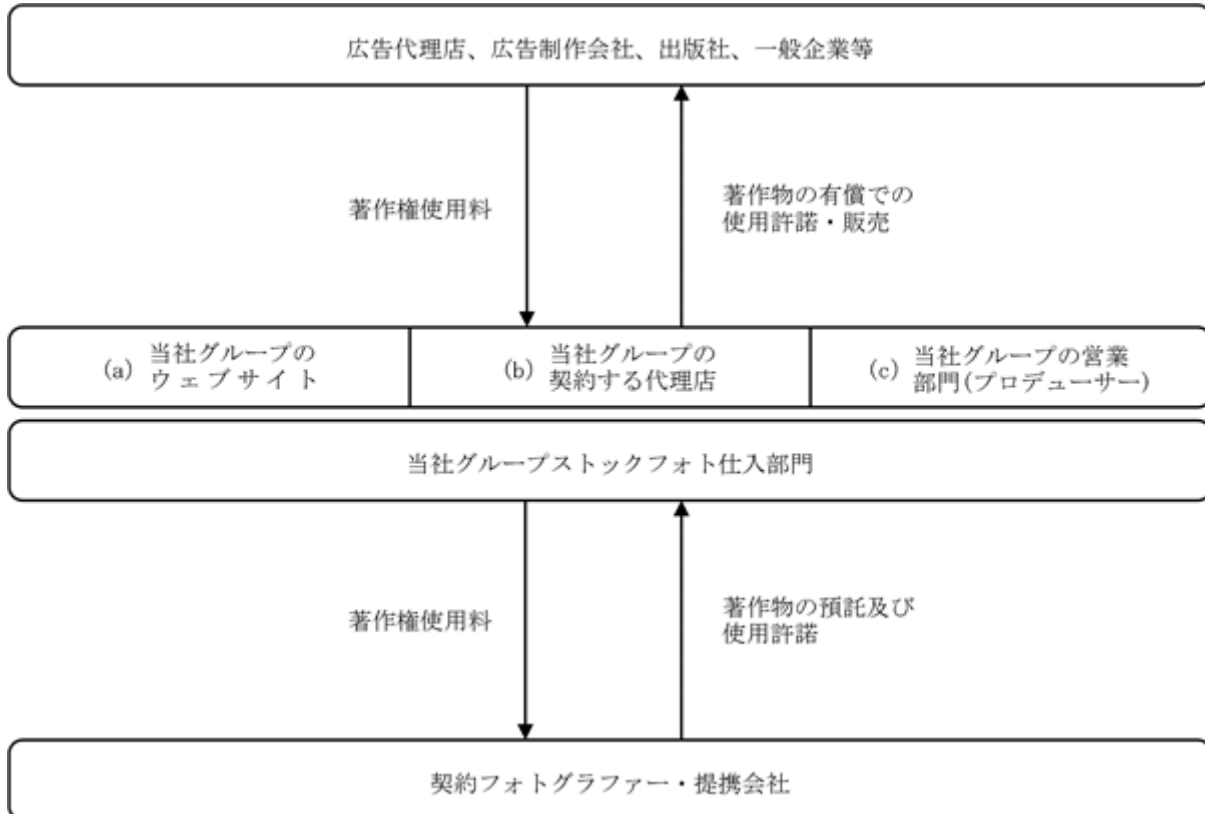 広告代理店、広告制作会社、出版社、一般企業等
著作権使用料
著作物の有償での
使用許諾・販売
(a) 当社グループの
ウェブサイト
(b) 当社グループの
契約する代理店
(c) 当社グループの営業
部門(プロデューサー)
当社グループストックフォト仕入部門
著作権使用料
著作物の預託及び
使用許諾
契約フォトグラファー・提携会社